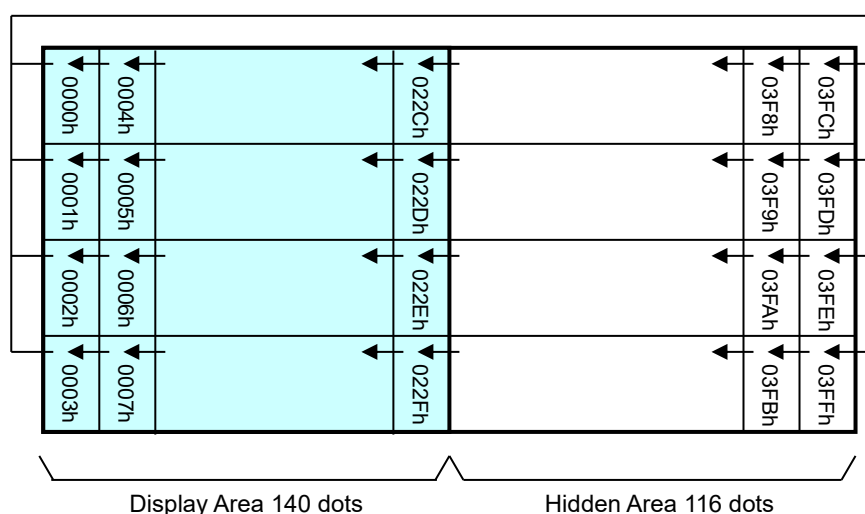 0000h 0004h 022Ch 03F8h 03FCh
0001h 0005h 022Dh 03F9h 03FDh
0002h 0006h 022Eh 03FAh 03FEh
0003h 0007h 022Fh 03FBh 03FFh
Display Area 140 dots Hidden Area 116 dots